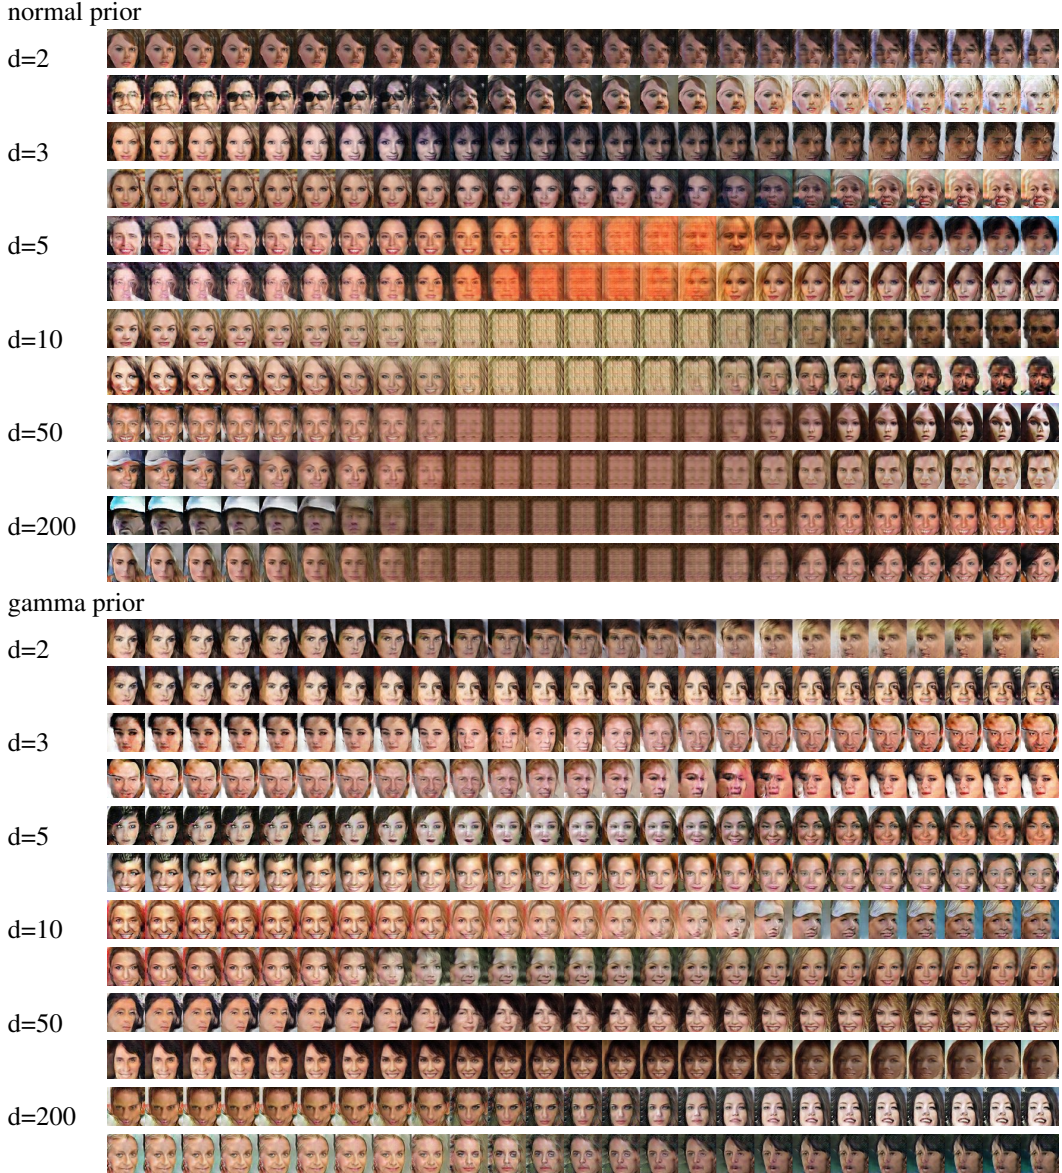 normal prior
d=2
d=3
d=5
d=10
d=50
d=200
gamma prior
d=2
d=3
d=5
d=10
d=50
d=200